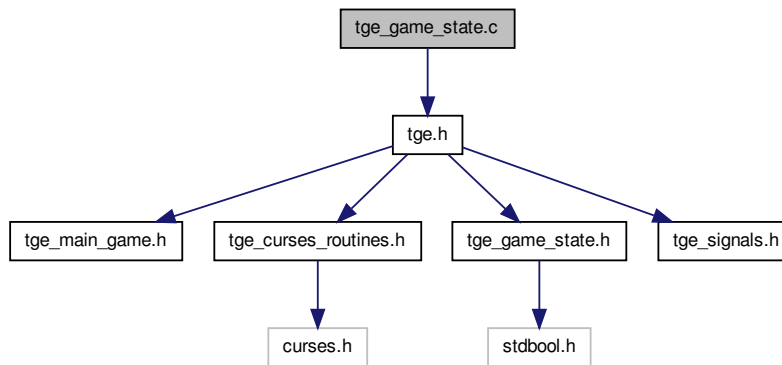 tge_game_state.c
tge.h
tge_main_game.h
tge_curses_routines.h
tge_game_state.h
tge_signals.h
curses.h
stdbool.h